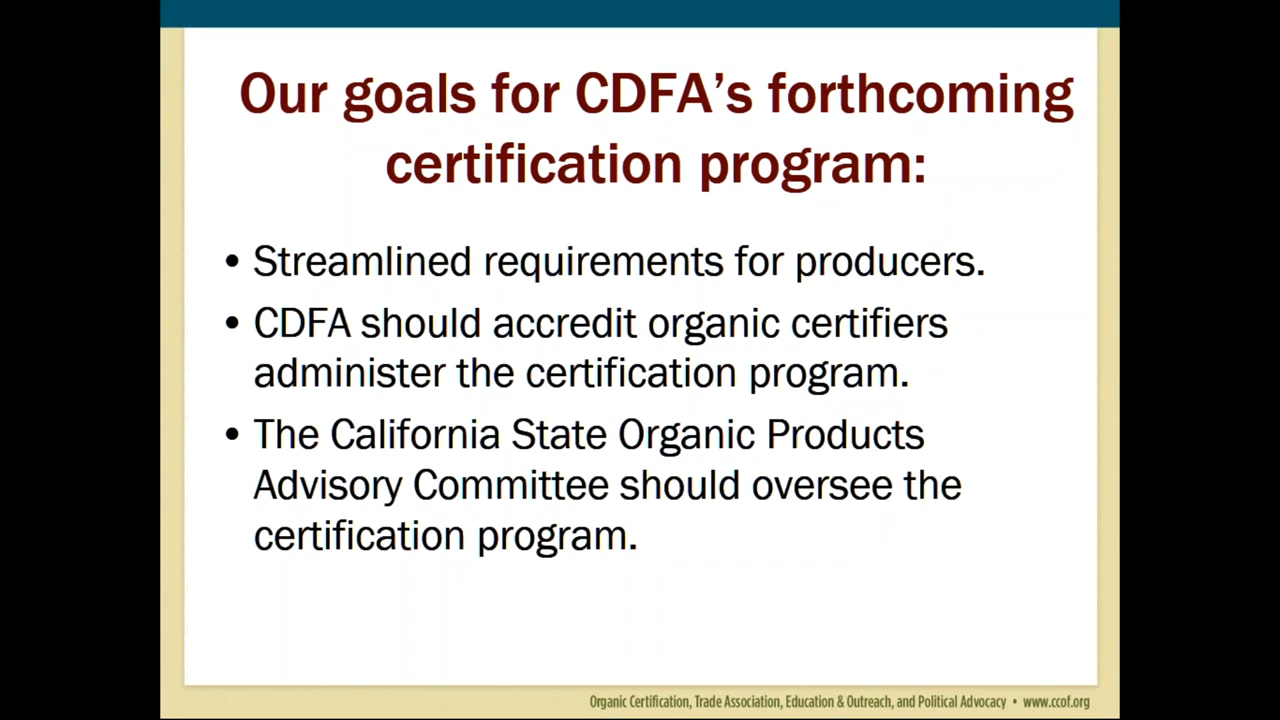 Our goals for CDFA’s forthcoming
certification program:
• Streamlined requirements for producers.
• CDFA should accredit organic certifiers
administer the certification program.
• The California State Organic Products
Advisory Committee should oversee the
certification program.
Organic Certification, Trade Association, Education & Outreach, and Political Advocacy • www.ccof.org